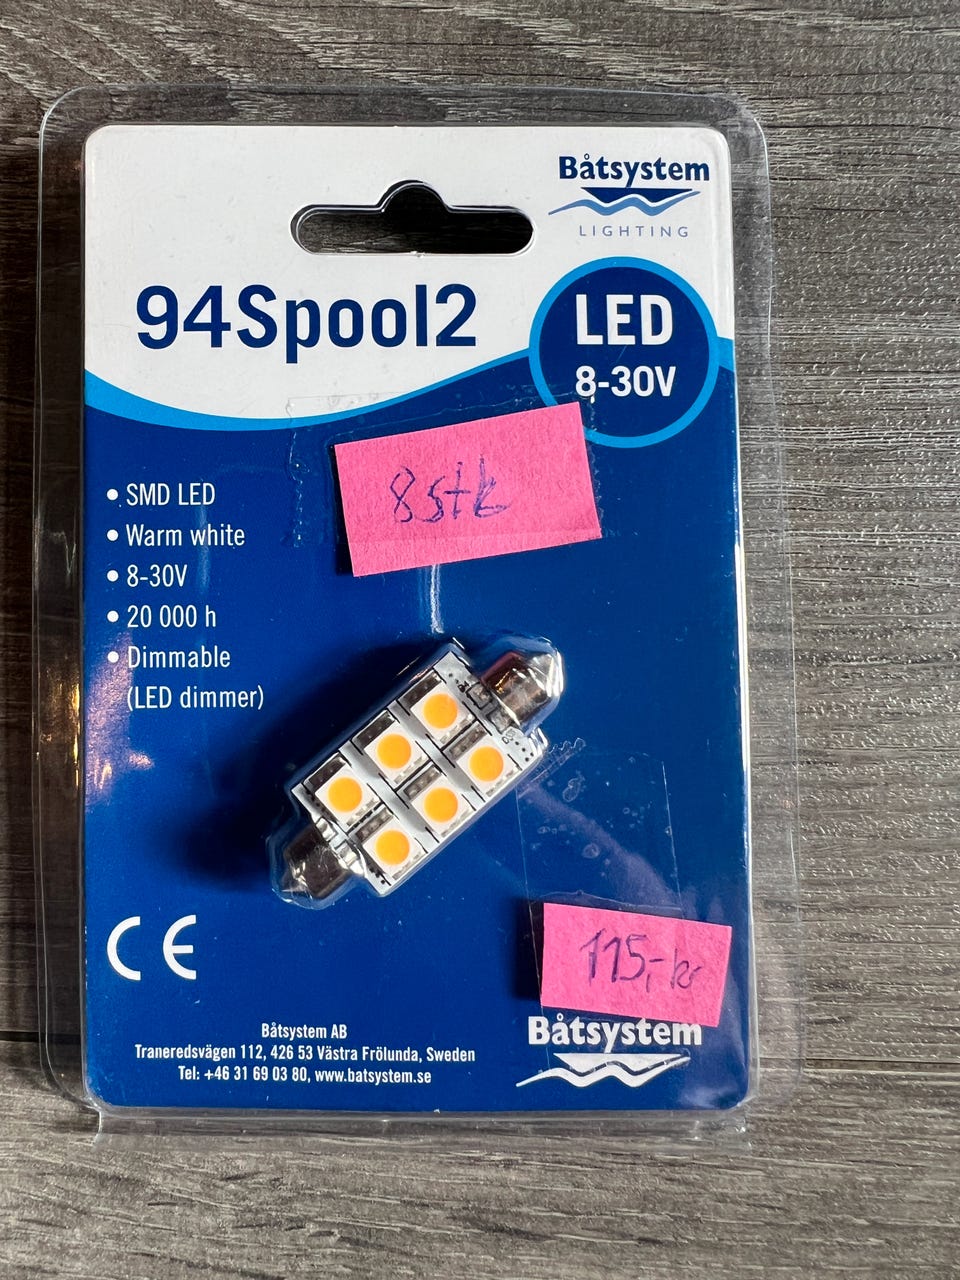 Båtsystem
LIGHTING
94Spool2
LED
8-30V
8 stk
• SMD LED
• Warm white
• 8-30V
• 20 000 h
• Dimmable
(LED dimmer)
115,- kr
CE
Båtsystem
Båtsystem AB
Traneredsvägen 112, 426 53 Västra Frölunda, Sweden
Tel: +46 31 69 03 80, www.batsystem.se